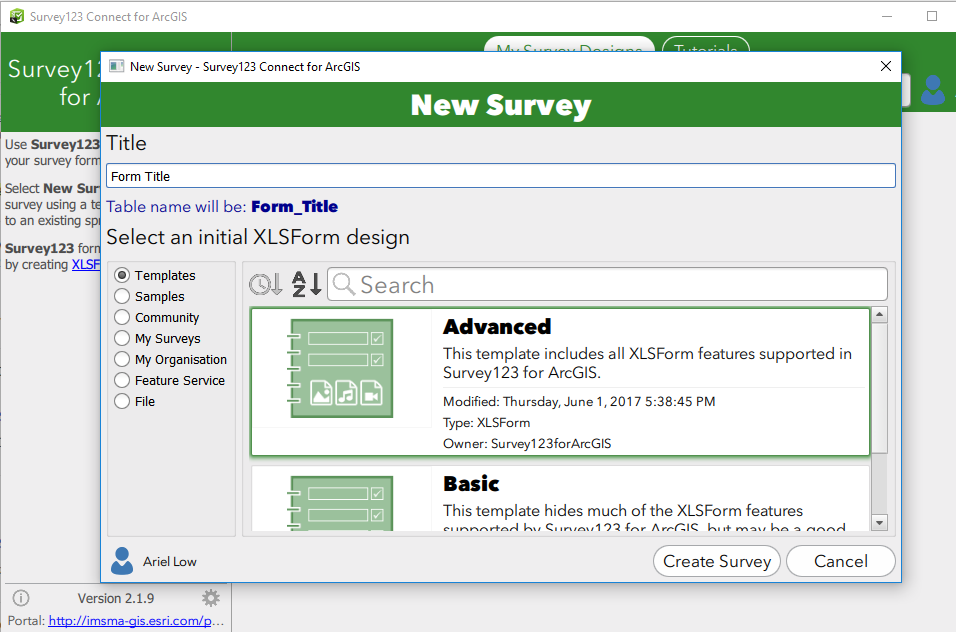 Survey123 Connect for ArcGIS
My Survey Designs
Tutorials
Survey12
for
Use Survey123
your survey form
Select New Sur
survey using a te
to an existing sp
Survey123 form
by creating XLSF
New Survey - Survey123 Connect for ArcGIS
New Survey
Title
Form Title
Table name will be: Form_Title
Select an initial XLSForm design
Templates
Samples
Community
My Surveys
My Organisation
Feature Service
File
Search
Advanced
This template includes all XLSForm features supported in
Survey123 for ArcGIS.
Modified: Thursday, June 1, 2017 5:38:45 PM
Type: XLSForm
Owner: Survey123forArcGIS
Basic
This template hides much of the XLSForm features
supported by Survey123 for ArcGIS, but may be a good
Ariel Low
Create Survey
Cancel
Version 2.1.9
Portal: http://imsma-gis.esri.com/p...